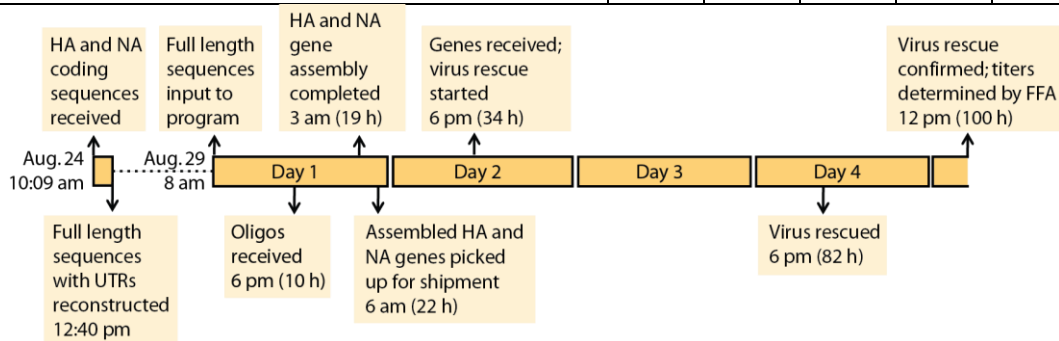 HA and NA
coding
sequences
received
Full length
sequences
input to
program
HA and NA
gene
assembly
completed
3 am (19 h)
Genes received;
virus rescue
started
6 pm (34 h)
Virus rescue
confirmed; titers
determined by FFA
12 pm (100 h)
Aug. 24
10:09 am
Aug. 29
8 am
Day 1
Day 2
Day 3
Day 4
Full length
sequences
with UTRs
reconstructed
12:40 pm
Oligos
received
6 pm (10 h)
Assembled HA and
NA genes picked
up for shipment
6 am (22 h)
Virus rescued
6 pm (82 h)